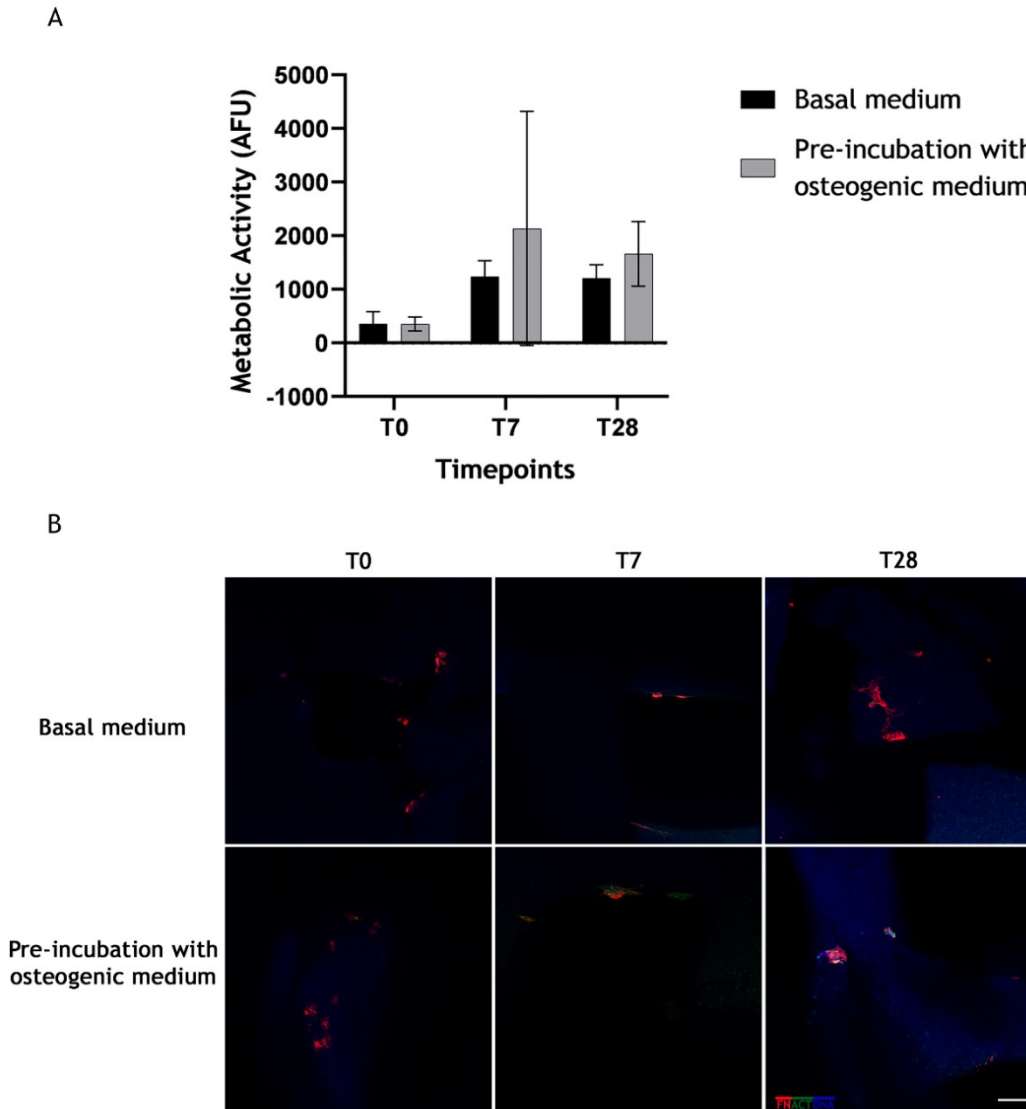 A
5000
4000
3000
2000
1000
0
-1000
Metabolic Activity (AFU)
T0 T7 T28
Timepoints
Basal medium
Pre-incubation with
osteogenic medium
B
T0 T7 T28
Basal medium
Pre-incubation with
osteogenic medium
FNACTDNA